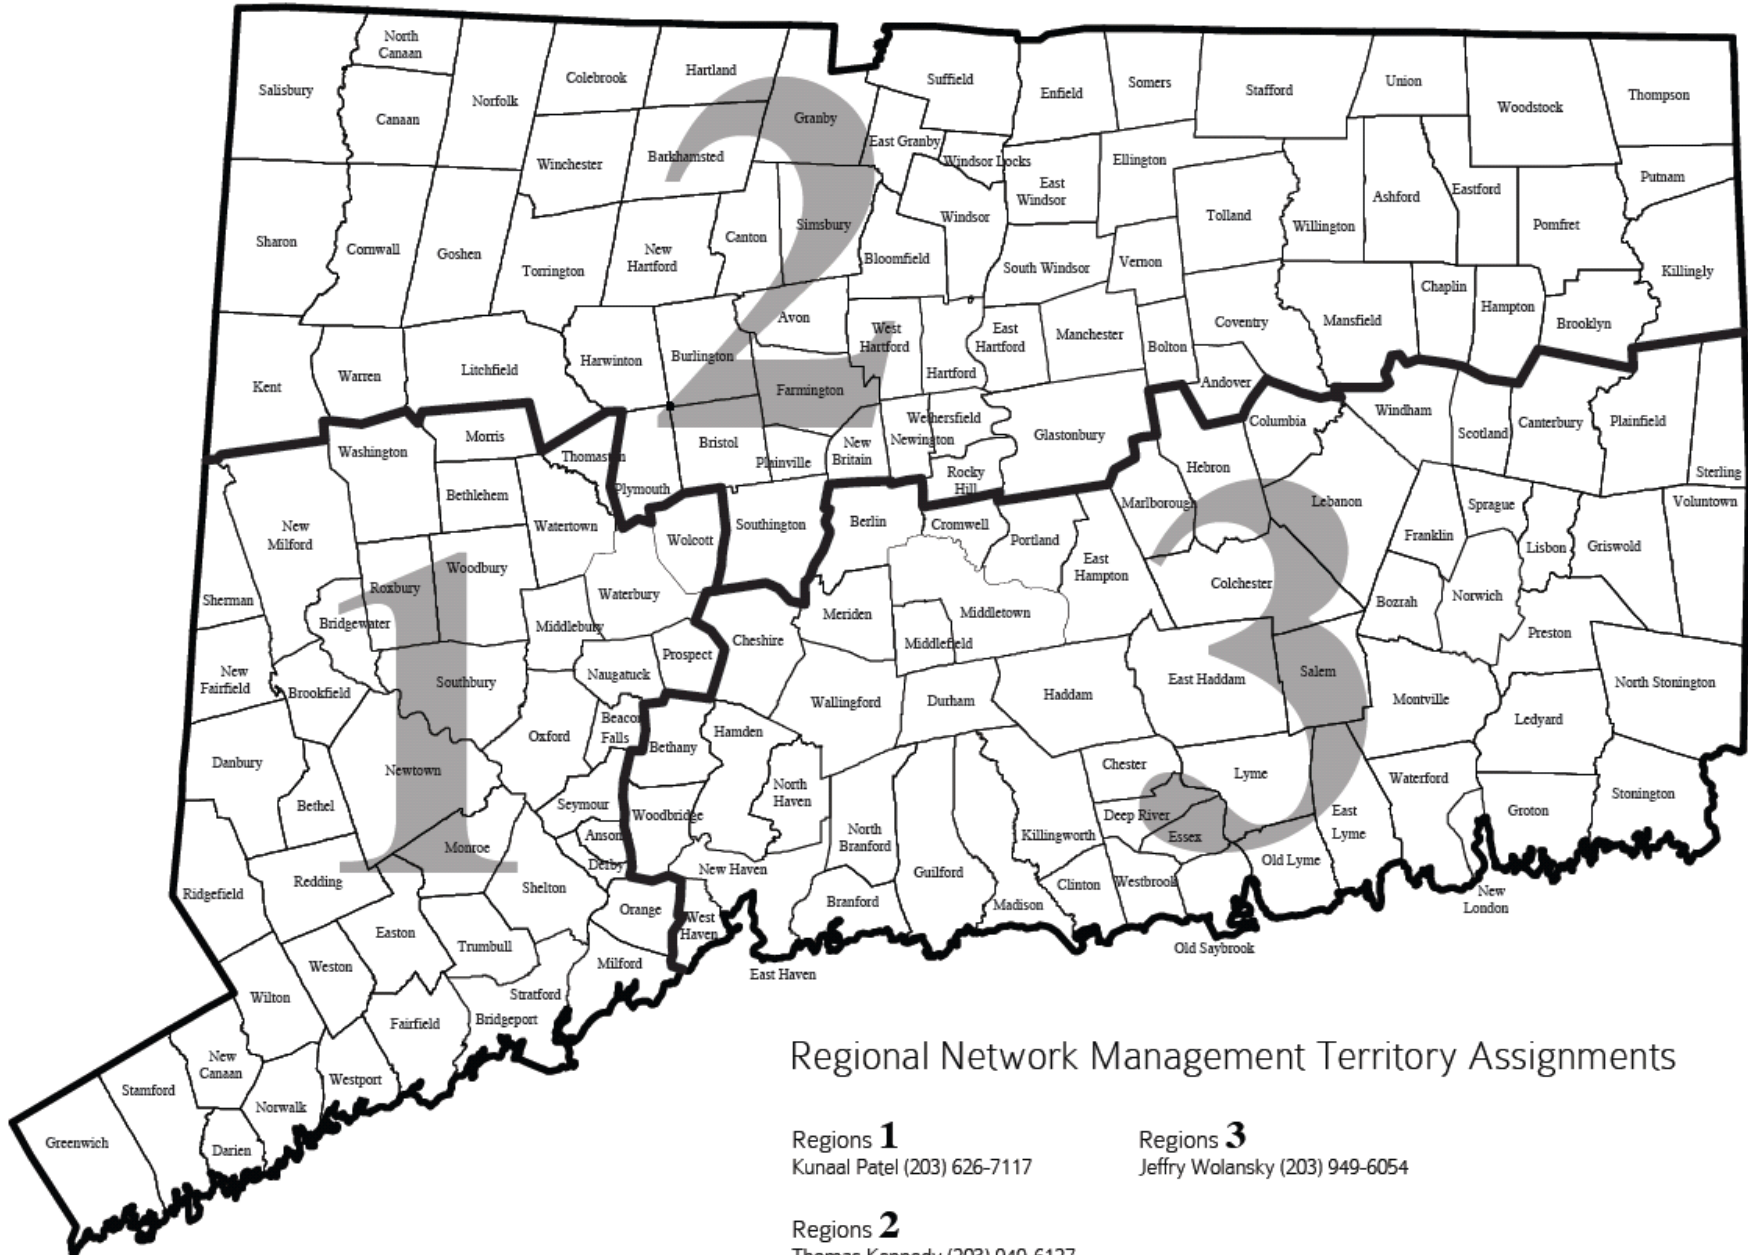 North
Canaan
Salisbury
Canaan
Norfolk
Colebrook
Hartland
Granby
Suffield
Enfield
Somers
Stafford
Union
Woodstock
Thompson
East Granby
Windsor Locks
Winchester
Barkhamsted
Ellington
East
Windsor
Putnam
Ashford
Eastford
Sharon
Cornwall
Goshen
Torrington
New
Hartford
Canton
Simsbury
2
Windsor
Bloomfield
South Windsor
Vernon
Tolland
Willington
Pomfret
Killingly
Chaplin
Hampton
Brooklyn
Kent
Warren
Litchfield
Harwinton
Burlington
Avon
West
Hartford
Farmington
Hartford
East
Hartford
Manchester
Bolton
Coventry
Mansfield
Andover
Washington
Morris
Thomaston
Bristol
Plainville
New
Britain
Wethersfield
Newington
Rocky
Hill
Glastonbury
Columbia
Windham
Scotland
Canterbury
Plainfield
Sterling
Bethlehem
Plymouth
Hebron
New
Milford
Watertown
Wolcott
Southington
Berlin
Cromwell
Portland
Marlborough
Lebanon
Sprague
Voluntown
Franklin
Lisbon
Griswold
Woodbury
Roxbury
East
Hampton
Colchester
Sherman
Bridgewater
Waterbury
Middlebury
Meriden
Middletown
Middlefield
Bozrah
Norwich
Preston
Cheshire
Prospect
New
Fairfield
Brookfield
Southbury
1
Naugatuck
Wallingford
Durham
Haddam
East Haddam
3
Salem
Montville
North Stonington
Ledyard
Oxford
Beacon
Falls
Bethany
Hamden
Danbury
Newtown
Bethel
Seymour
Woodbridge
North
Haven
Chester
Lyme
Waterford
Groton
Stonington
Anson
Derby
Deep River
Essex
East
Lyme
Monroe
North
Branford
Killingworth
Old Lyme
Redding
Ridgefield
Shelton
New Haven
Guilford
Clinton
Westbrook
New
London
Orange
West
Haven
Branford
Madison
Easton
Trumbull
Old Saybrook
Weston
Milford
East Haven
Wilton
Stratford
Fairfield
Bridgeport
New
Canaan
Stamford
Westport
Norwalk
Greenwich
Darien
Regional Network Management Territory Assignments
Regions 1
Kunaal Patel (203) 626-7117
Regions 3
Jeffry Wolansky (203) 949-6054
Regions 2
Thomas Kennedy (203) 949-6127